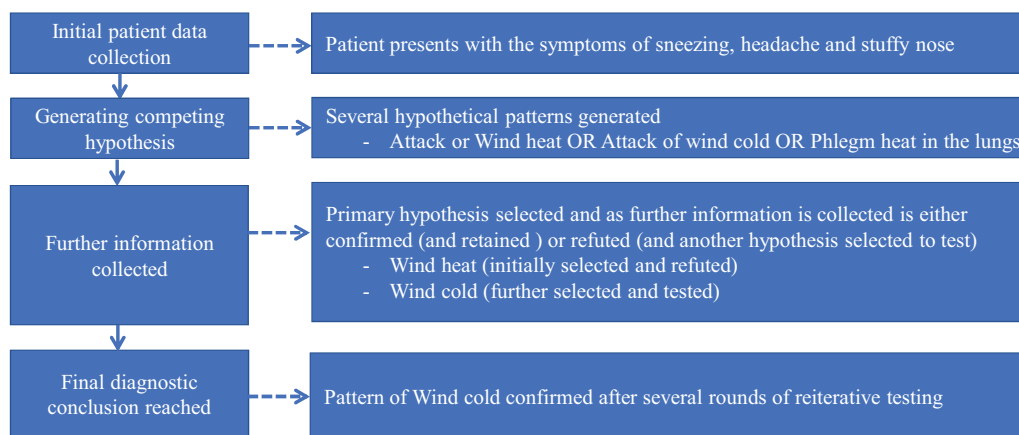 Initial patient data
collection
Patient presents with the symptoms of sneezing, headache and stuffy nose
Generating competing
hypothesis
Several hypothetical patterns generated
- Attack or Wind heat OR Attack of wind cold OR Phlegm heat in the lungs
Further information
collected
Primary hypothesis selected and as further information is collected is either
confirmed (and retained ) or refuted (and another hypothesis selected to test)
- Wind heat (initially selected and refuted)
- Wind cold (further selected and tested)
Final diagnostic
conclusion reached
Pattern of Wind cold confirmed after several rounds of reiterative testing